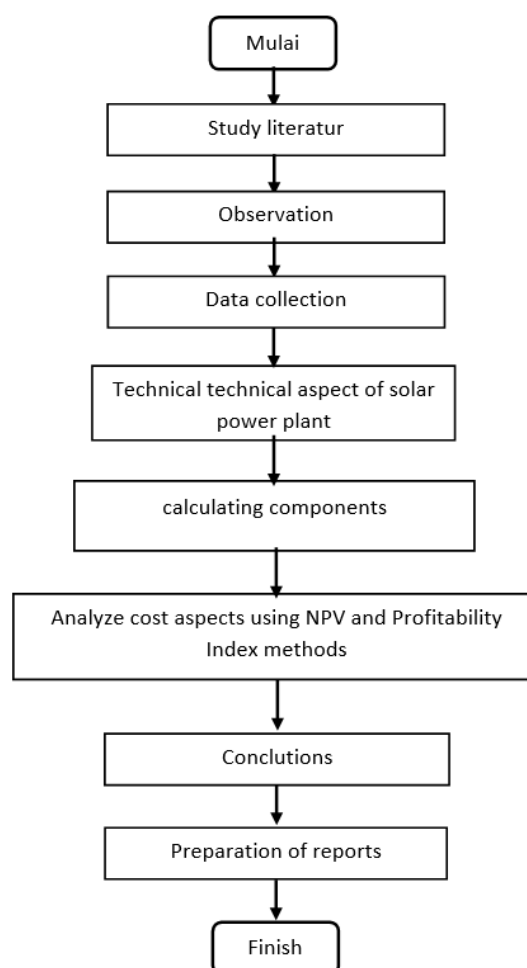 Mulai
Study literatur
Observation
Data collection
Technical technical aspect of solar
power plant
calculating components
Analyze cost aspects using NPV and Profitability
Index methods
Conclutions
Preparation of reports
Finish